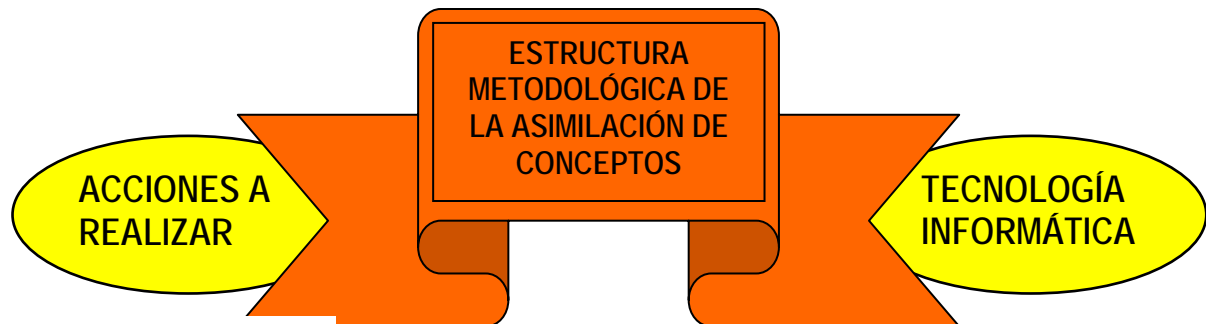 ESTRUCTURA
METODOLÓGICA DE
LA ASIMILACIÓN DE
CONCEPTOS
ACCIONES A
REALIZAR
TECNOLOGÍA
INFORMÁTICA